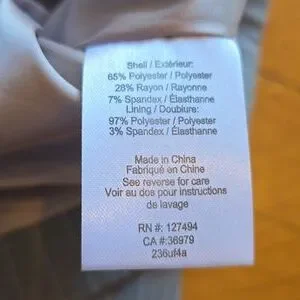 Shell / Extérieur:
65% Polyester / Polyester
28% Rayon / Rayonne
7% Spandex / Élasthanne
Lining / Doublure:
97% Polyester / Polyester
3% Spandex / Élasthanne
Made in China
Fabriqué en Chine
See reverse for care
Voir au dos pour instructions
de lavage
RN #: 127494
CA #:36979
236uf4a